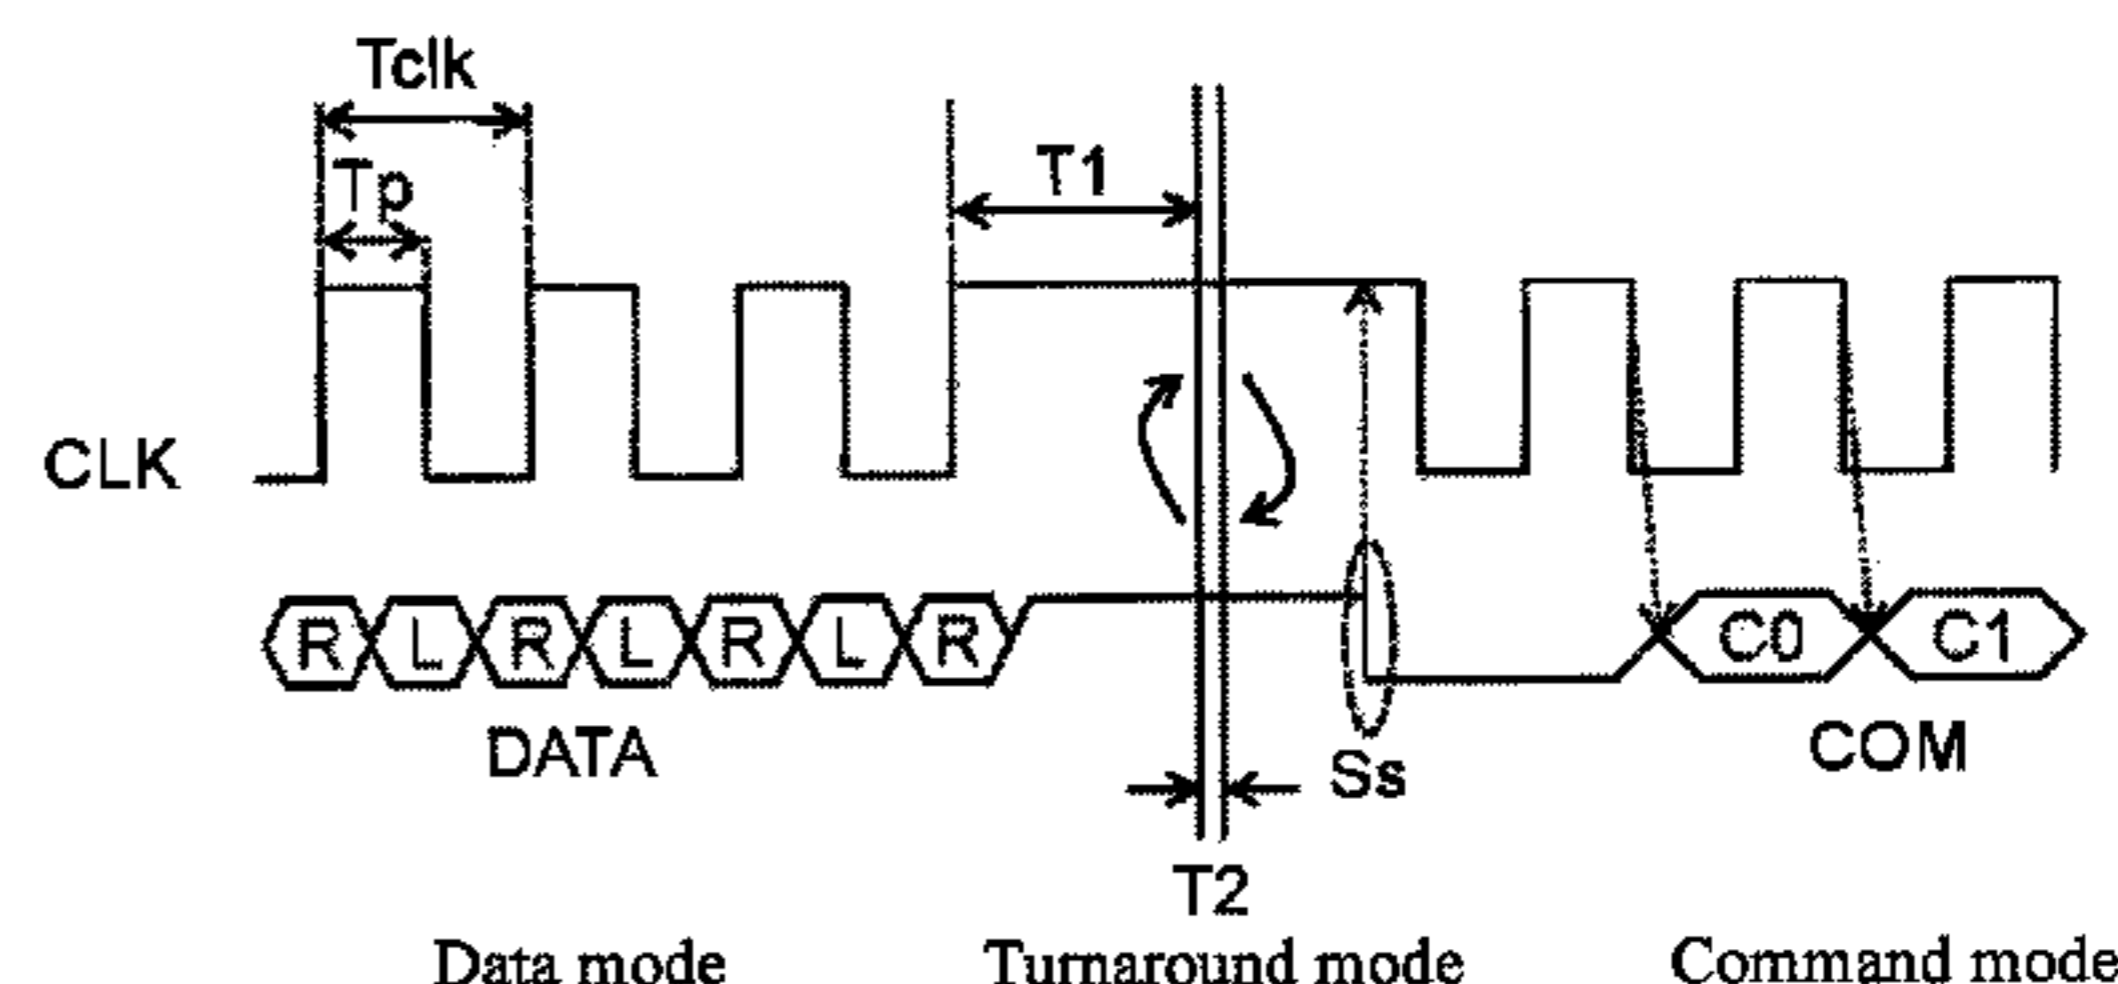 Tclk
Tp
T1
CLK
R L R L R L R
C0 C1
DATA
COM
Ss
T2
Data mode Turnaround mode Command mode